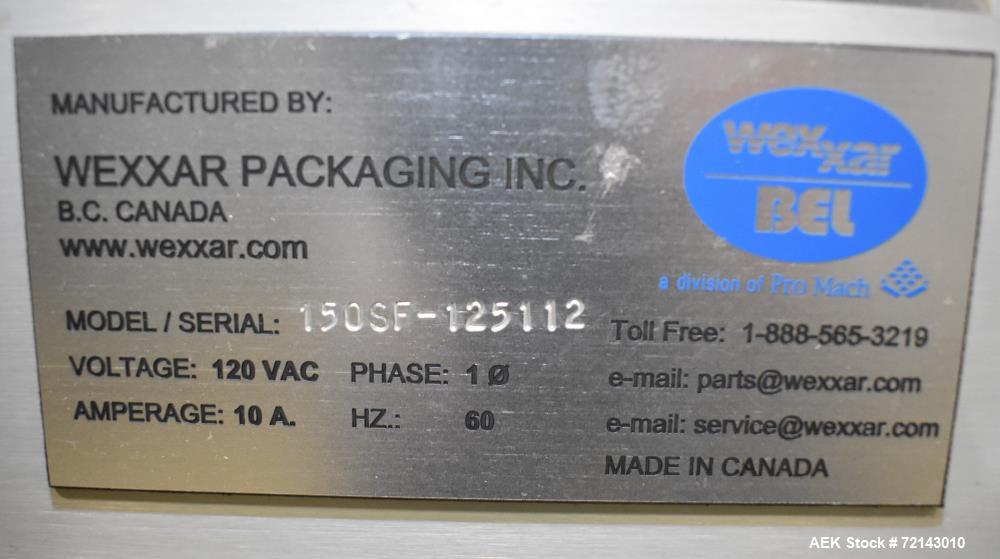 MANUFACTURED BY:
WEXXAR PACKAGING INC.
B.C. CANADA
www.wexxar.com
wexxar
BEL
a division of Pro Mach
MODEL / SERIAL: 150SF-125112
VOLTAGE: 120 VAC PHASE: 1 Ø
AMPERAGE: 10 A. HZ.: 60
Toll Free: 1-888-565-3219
e-mail: parts@wexxar.com
e-mail: service@wexxar.com
MADE IN CANADA
AEK Stock # 72143010